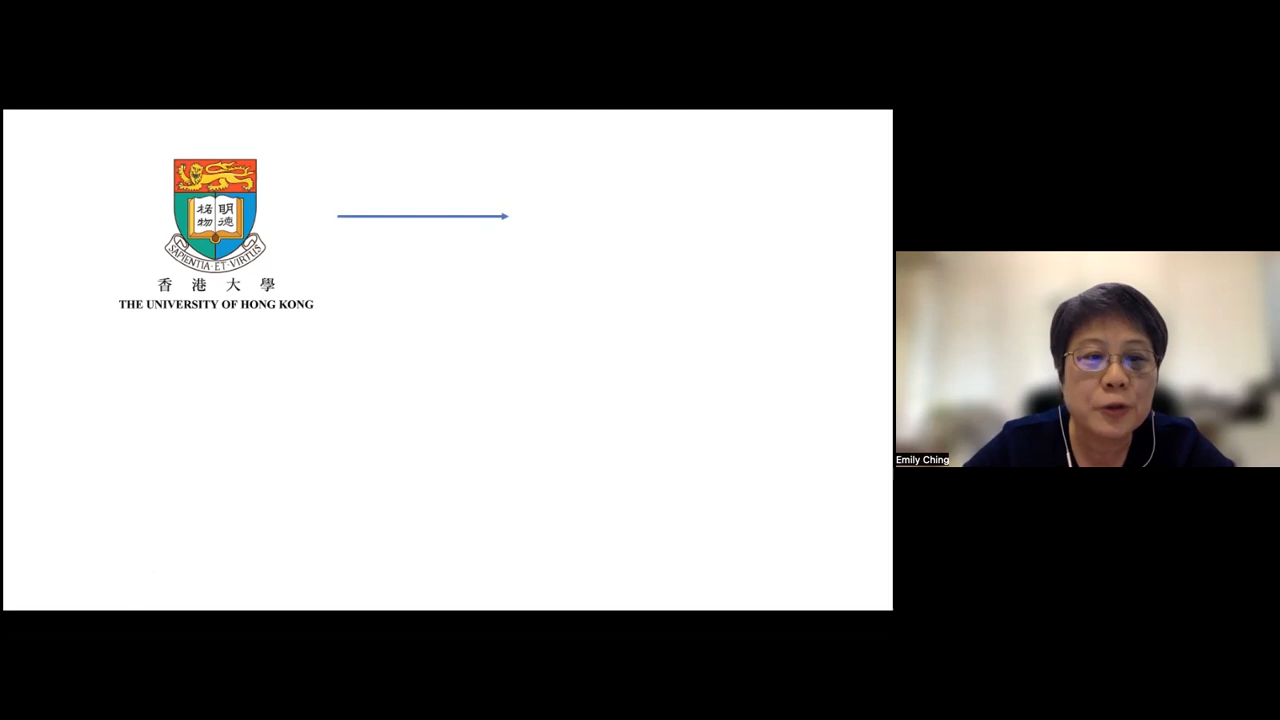 格 明
物 德
SAPIENTIA·ET·VIRTUS
香 港 大 學
THE UNIVERSITY OF HONG KONG
Emily Ching